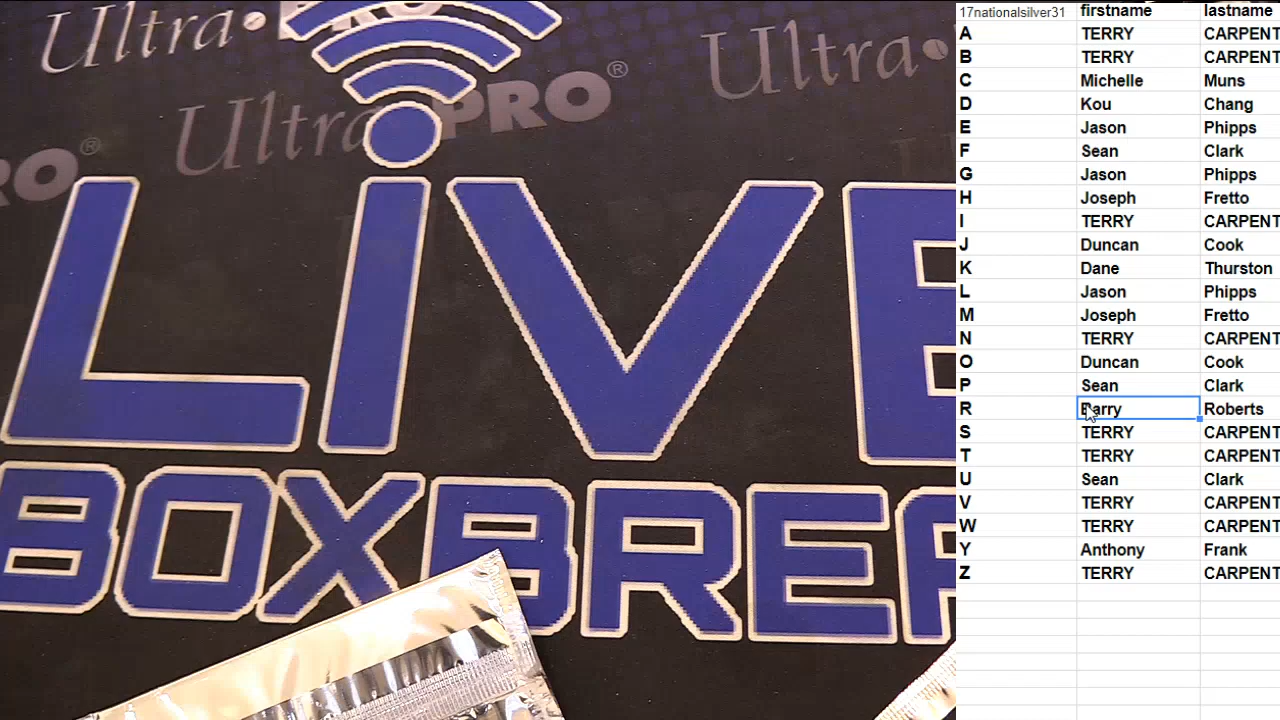 Ultra PRO
Ultra PRO®
Ultra
RO®
LiVE
BOXBREA
17nationalsilver31 firstname lastname
A TERRY CARPENT
B TERRY CARPENT
C Michelle Muns
D Kou Chang
E Jason Phipps
F Sean Clark
G Jason Phipps
H Joseph Fretto
I TERRY CARPENT
J Duncan Cook
K Dane Thurston
L Jason Phipps
M Joseph Fretto
N TERRY CARPENT
O Duncan Cook
P Sean Clark
R Barry Roberts
S TERRY CARPENT
T TERRY CARPENT
U Sean Clark
V TERRY CARPENT
W TERRY CARPENT
Y Anthony Frank
Z TERRY CARPENT